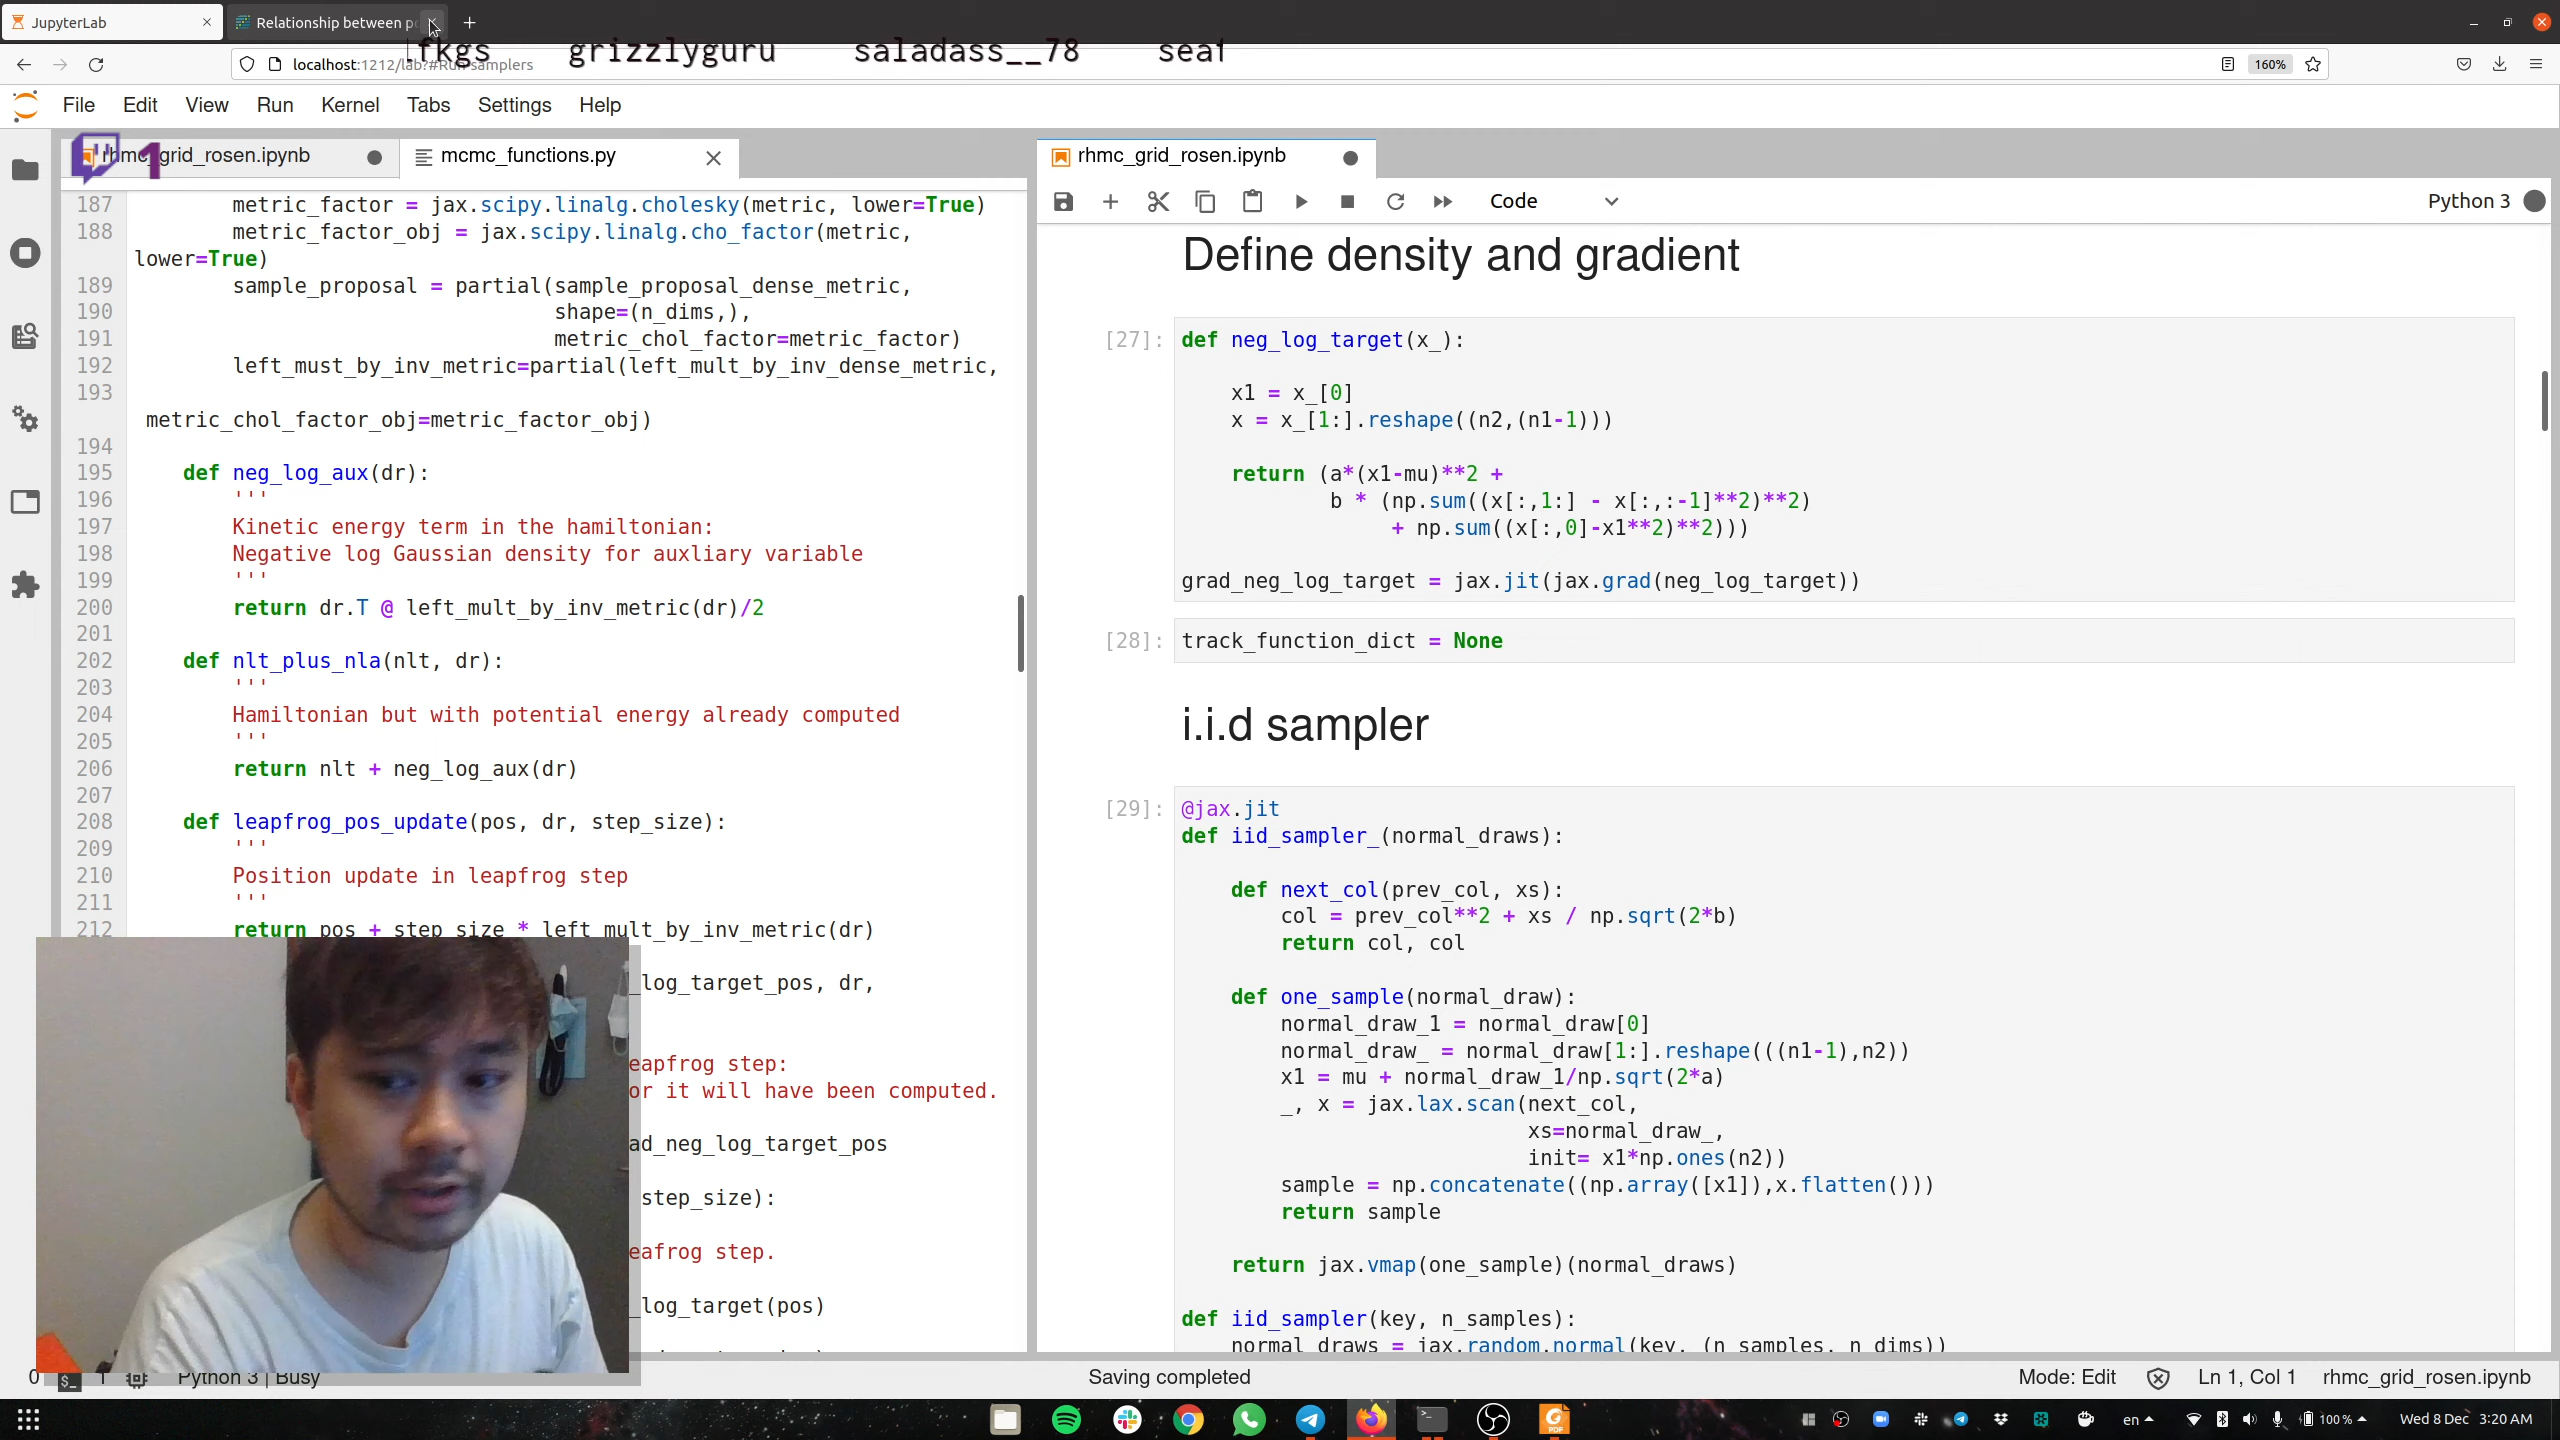 JupyterLab
Relationship between p
fkgs grizzlyguru saladass__78 sea
localhost:1212/lab?#Run-samplers
160%
File Edit View Run Kernel Tabs Settings Help
1
rhmc_grid_rosen.ipynb
mcmc_functions.py
187 metric_factor = jax.scipy.linalg.cholesky(metric, lower=True)
188 metric_factor_obj = jax.scipy.linalg.cho_factor(metric,
lower=True)
189 sample_proposal = partial(sample_proposal_dense_metric,
190 shape=(n_dims,),
191 metric_chol_factor=metric_factor)
192 left_must_by_inv_metric=partial(left_mult_by_inv_dense_metric,
193
metric_chol_factor_obj=metric_factor_obj)
194
195 def neg_log_aux(dr):
196 '''
197 Kinetic energy term in the hamiltonian:
198 Negative log Gaussian density for auxliary variable
199 '''
200 return dr.T @ left_mult_by_inv_metric(dr)/2
201
202 def nlt_plus_nla(nlt, dr):
203 '''
204 Hamiltonian but with potential energy already computed
205 '''
206 return nlt + neg_log_aux(dr)
207
208 def leapfrog_pos_update(pos, dr, step_size):
209 '''
210 Position update in leapfrog step
211 '''
212 return pos + step_size * left_mult_by_inv_metric(dr)
_log_target_pos, dr,
eapfrog step:
or it will have been computed.
ad_neg_log_target_pos
step_size):
eafrog step.
_log_target(pos)
rhmc_grid_rosen.ipynb
Code
Python 3
Define density and gradient
[27]: def neg_log_target(x_):
x1 = x_[0]
x = x_[1:].reshape((n2,(n1-1)))
return (a*(x1-mu)**2 +
b * (np.sum((x[:,1:] - x[:,:-1]**2)**2)
+ np.sum((x[:,0]-x1**2)**2)))
grad_neg_log_target = jax.jit(jax.grad(neg_log_target))
[28]: track_function_dict = None
i.i.d sampler
[29]: @jax.jit
def iid_sampler_(normal_draws):
def next_col(prev_col, xs):
col = prev_col**2 + xs / np.sqrt(2*b)
return col, col
def one_sample(normal_draw):
normal_draw_1 = normal_draw[0]
normal_draw_ = normal_draw[1:].reshape(((n1-1),n2))
x1 = mu + normal_draw_1/np.sqrt(2*a)
_, x = jax.lax.scan(next_col,
xs=normal_draw_,
init= x1*np.ones(n2))
sample = np.concatenate((np.array([x1]),x.flatten()))
return sample
return jax.vmap(one_sample)(normal_draws)
def iid_sampler(key, n_samples):
normal_draws = jax.random.normal(key, (n_samples, n_dims))
0 Python 3 | Busy
Saving completed
Mode: Edit Ln 1, Col 1 rhmc_grid_rosen.ipynb
en 100 % Wed 8 Dec 3:20 AM